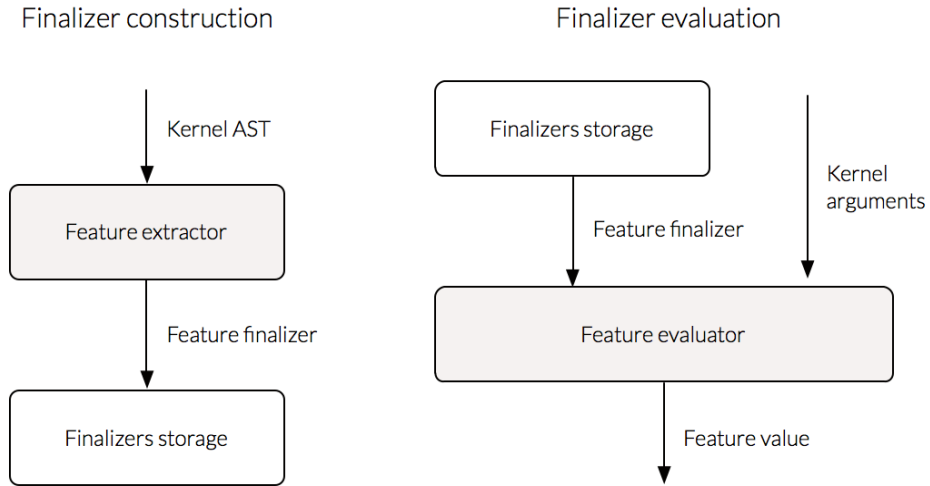 Finalizer construction
Kernel AST
Feature extractor
Feature finalizer
Finalizers storage
Finalizer evaluation
Finalizers storage
Feature finalizer
Kernel
arguments
Feature evaluator
Feature value